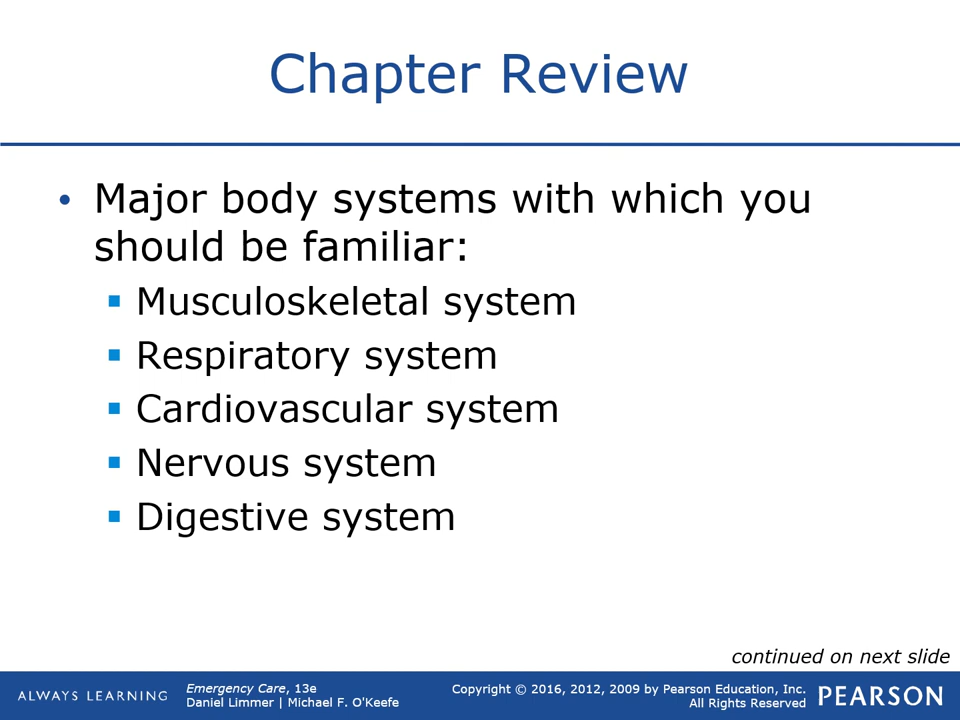 Chapter Review
• Major body systems with which you
should be familiar:
▪ Musculoskeletal system
▪ Respiratory system
▪ Cardiovascular system
▪ Nervous system
▪ Digestive system
continued on next slide
ALWAYS LEARNING
Emergency Care, 13e
Daniel Limmer | Michael F. O'Keefe
Copyright © 2016, 2012, 2009 by Pearson Education, Inc.
All Rights Reserved
PEARSON